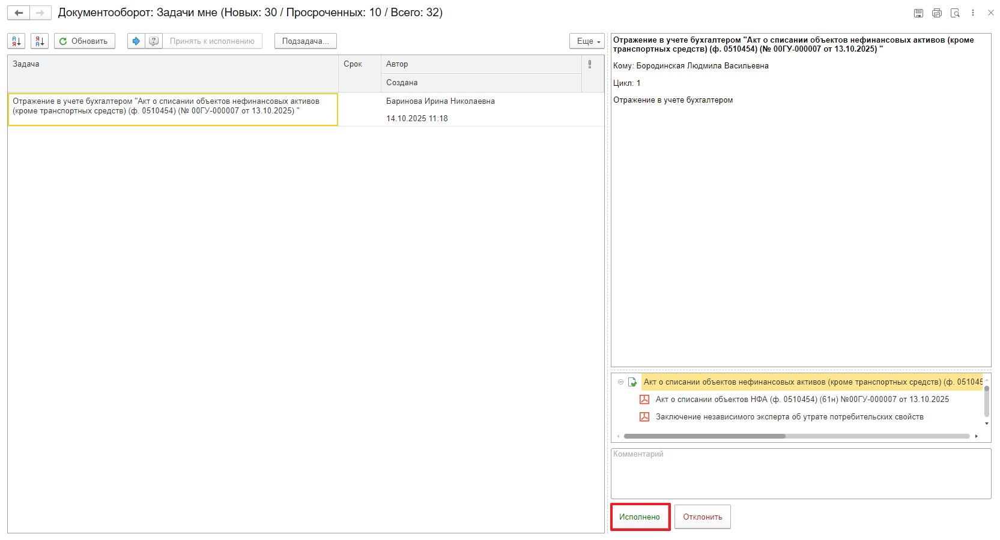 Документооборот: Задачи мне (Новых: 30 / Просроченных: 10 / Всего: 32)
Обновить
Принять к исполнению
Подзадача...
Еще
Задача
Срок
Автор
Создана
Отражение в учете бухгалтером "Акт о списании объектов нефинансовых активов
(кроме транспортных средств) (ф. 0510454) (№ 00ГУ-000007 от 13.10.2025) "
Баринова Ирина Николаевна
14.10.2025 11:18
Отражение в учете бухгалтером "Акт о списании объектов нефинансовых активов (кроме
транспортных средств) (ф. 0510454) (№ 00ГУ-000007 от 13.10.2025) "
Кому: Бородинская Людмила Васильевна
Цикл: 1
Отражение в учете бухгалтером
Акт о списании объектов нефинансовых активов (кроме транспортных средств) (ф. 051045
Акт о списании объектов НФА (ф. 0510454) (61н) №00ГУ-000007 от 13.10.2025
Заключение независимого эксперта об утрате потребительских свойств
Комментарий
Исполнено
Отклонить